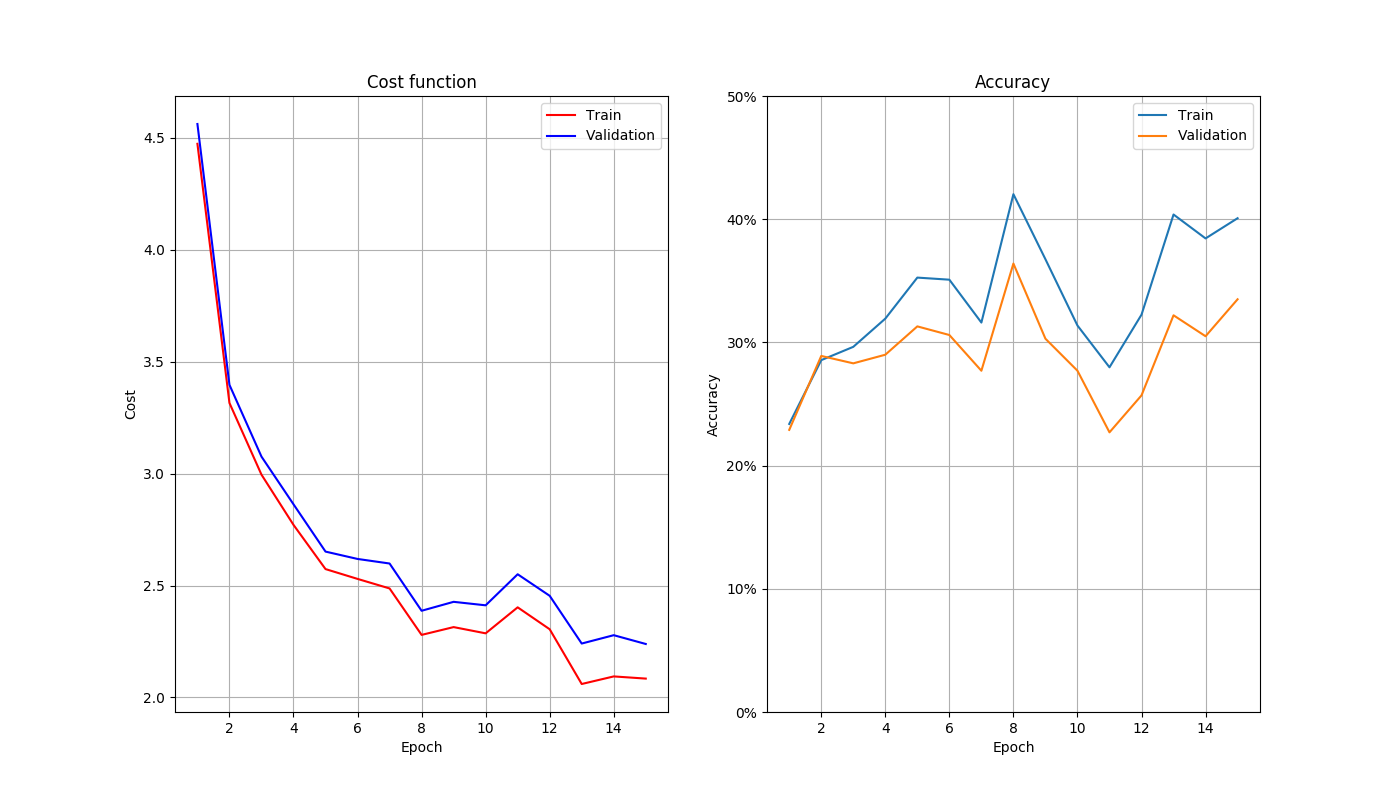 Cost function
Train
Validation
4.5
4.0
3.5
3.0
2.5
2.0
Cost
2 4 6 8 10 12 14
Epoch
Accuracy
Train
Validation
50%
40%
30%
20%
10%
0%
Accuracy
2 4 6 8 10 12 14
Epoch